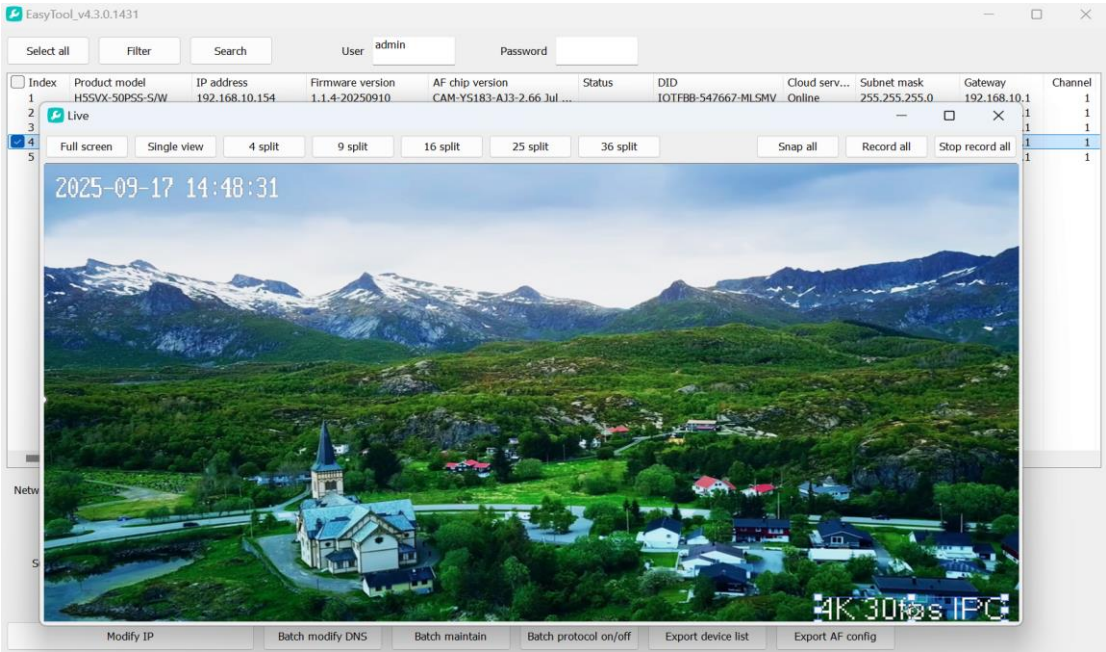 EasyTool_v4.3.0.1431
Select all Filter Search User admin Password
Index Product model IP address Firmware version AF chip version Status DID Cloud serv... Subnet mask Gateway Channel
1 H5SVX-50PSS-S/W 192.168.10.154 1.1.4-20250910 CAM-YS183-AJ3-2.66 Jul ... IOTFBB-547667-MLSMV Online 255.255.255.0 192.168.10.1 1
2 .1 1
3 .1 1
4 .1 1
5 .1 1
Live
Full screen Single view 4 split 9 split 16 split 25 split 36 split Snap all Record all Stop record all
2025-09-17 14:48:31
Netw
S
4K 30fps IPC
Modify IP Batch modify DNS Batch maintain Batch protocol on/off Export device list Export AF config